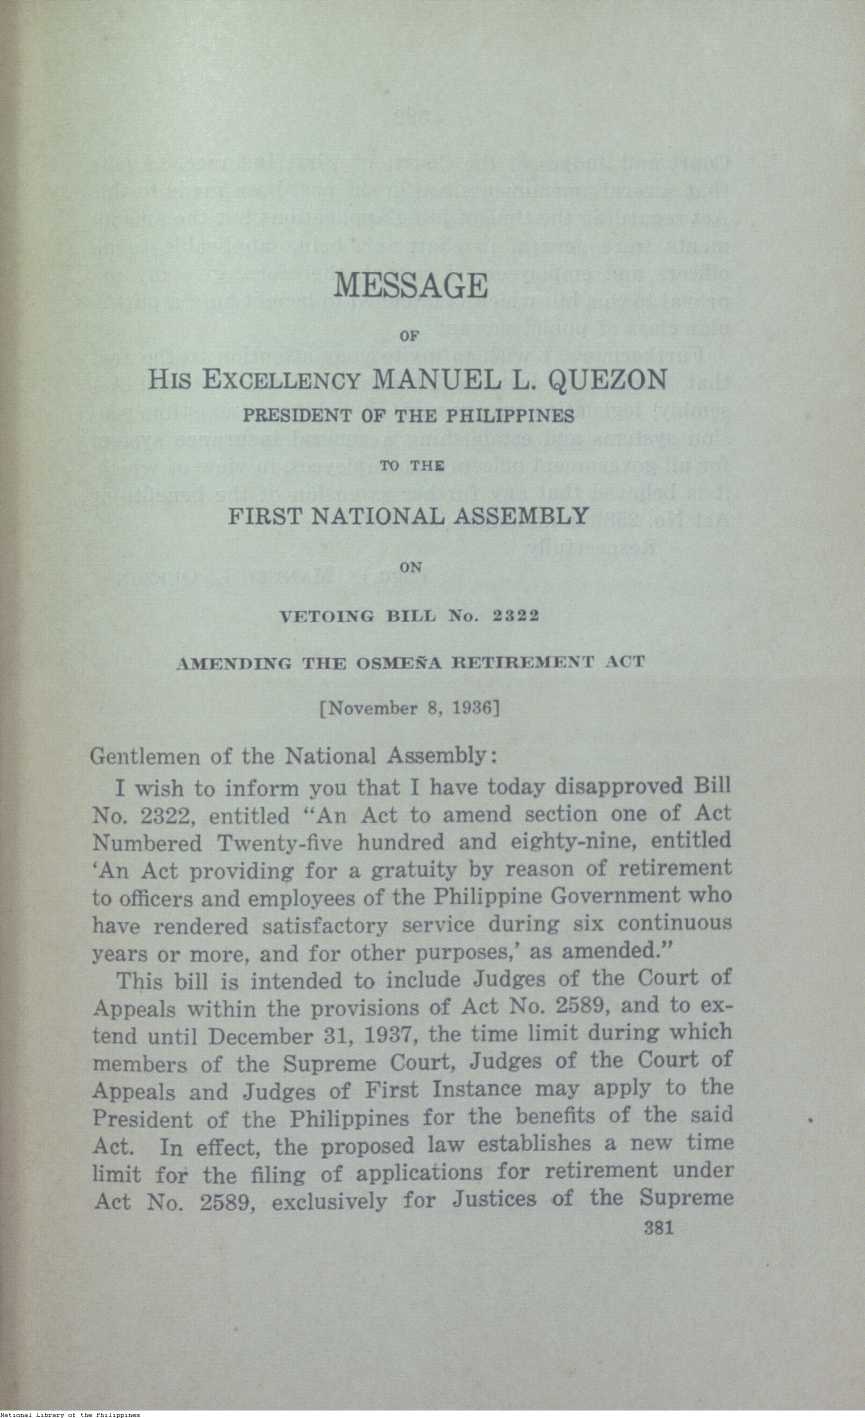 MESSAGE
OF
HIS EXCELLENCY MANUEL L. QUEZON
PRESIDENT OF THE PHILIPPINES
TO THE
FIRST NATIONAL ASSEMBLY
ON
VETOING BILL No. 2322
AMENDING THE OSMEÑA RETIREMENT ACT
[November 8, 1936]
Gentlemen of the National Assembly:
I wish to inform you that I have today disapproved Bill
No. 2322, entitled "An Act to amend section one of Act
Numbered Twenty-five hundred and eighty-nine, entitled
'An Act providing for a gratuity by reason of retirement
to officers and employees of the Philippine Government who
have rendered satisfactory service during six continuous
years or more, and for other purposes,' as amended."
This bill is intended to include Judges of the Court of
Appeals within the provisions of Act No. 2589, and to ex-
tend until December 31, 1937, the time limit during which
members of the Supreme Court, Judges of the Court of
Appeals and Judges of First Instance may apply to the
President of the Philippines for the benefits of the said
Act. In effect, the proposed law establishes a new time
limit for the filing of applications for retirement under
Act No. 2589, exclusively for Justices of the Supreme
381
National Library of the Philippines